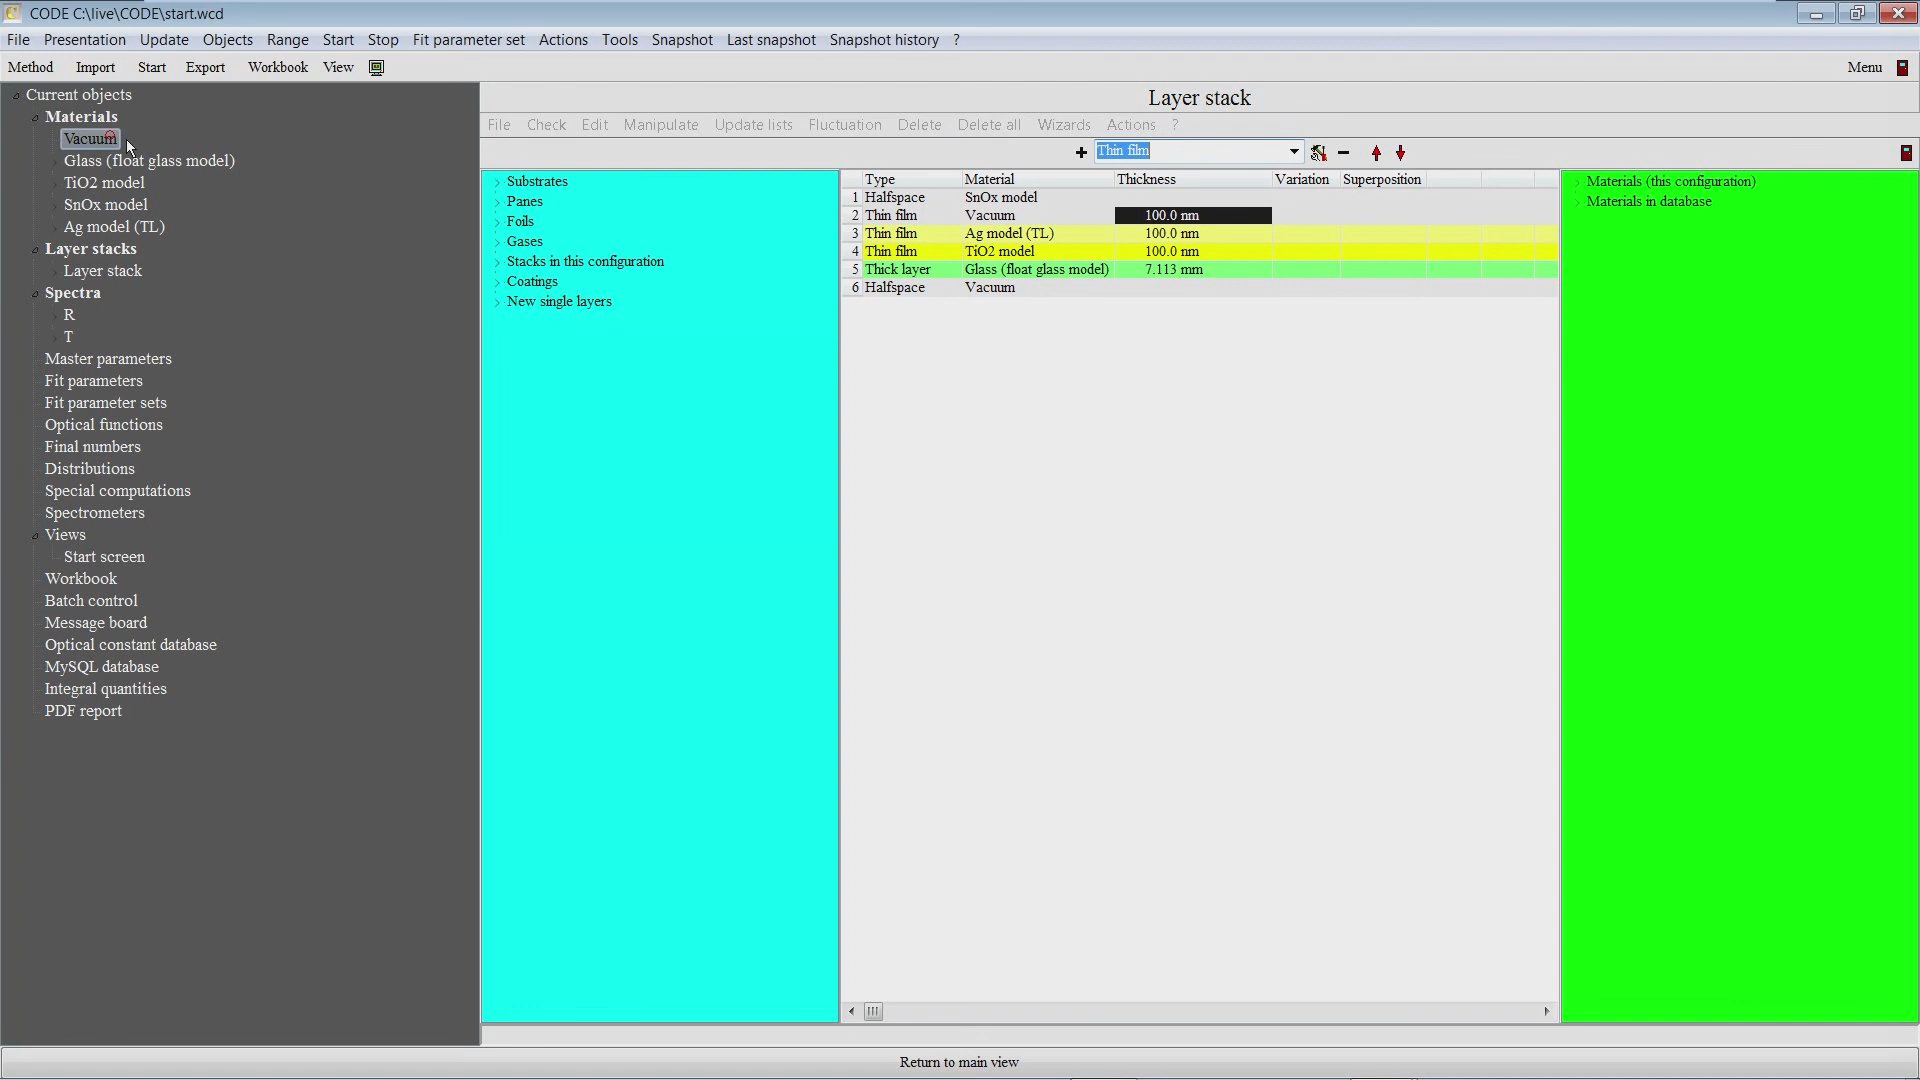 CODE C:\live\CODE\start.wcd
File Presentation Update Objects Range Start Stop Fit parameter set Actions Tools Snapshot Last snapshot Snapshot history ?
Method Import Start Export Workbook View Menu
Current objects
Materials
Vacuum
Glass (float glass model)
TiO2 model
SnOx model
Ag model (TL)
Layer stacks
Layer stack
Spectra
R
T
Master parameters
Fit parameters
Fit parameter sets
Optical functions
Final numbers
Distributions
Special computations
Spectrometers
Views
Start screen
Workbook
Batch control
Message board
Optical constant database
MySQL database
Integral quantities
PDF report
Layer stack
File Check Edit Manipulate Update lists Fluctuation Delete Delete all Wizards Actions ?
Thin film
Substrates
Panes
Foils
Gases
Stacks in this configuration
Coatings
New single layers
Type Material Thickness Variation Superposition
1 Halfspace SnOx model
2 Thin film Vacuum 100.0 nm
3 Thin film Ag model (TL) 100.0 nm
4 Thin film TiO2 model 100.0 nm
5 Thick layer Glass (float glass model) 7.113 mm
6 Halfspace Vacuum
Materials (this configuration)
Materials in database
Return to main view